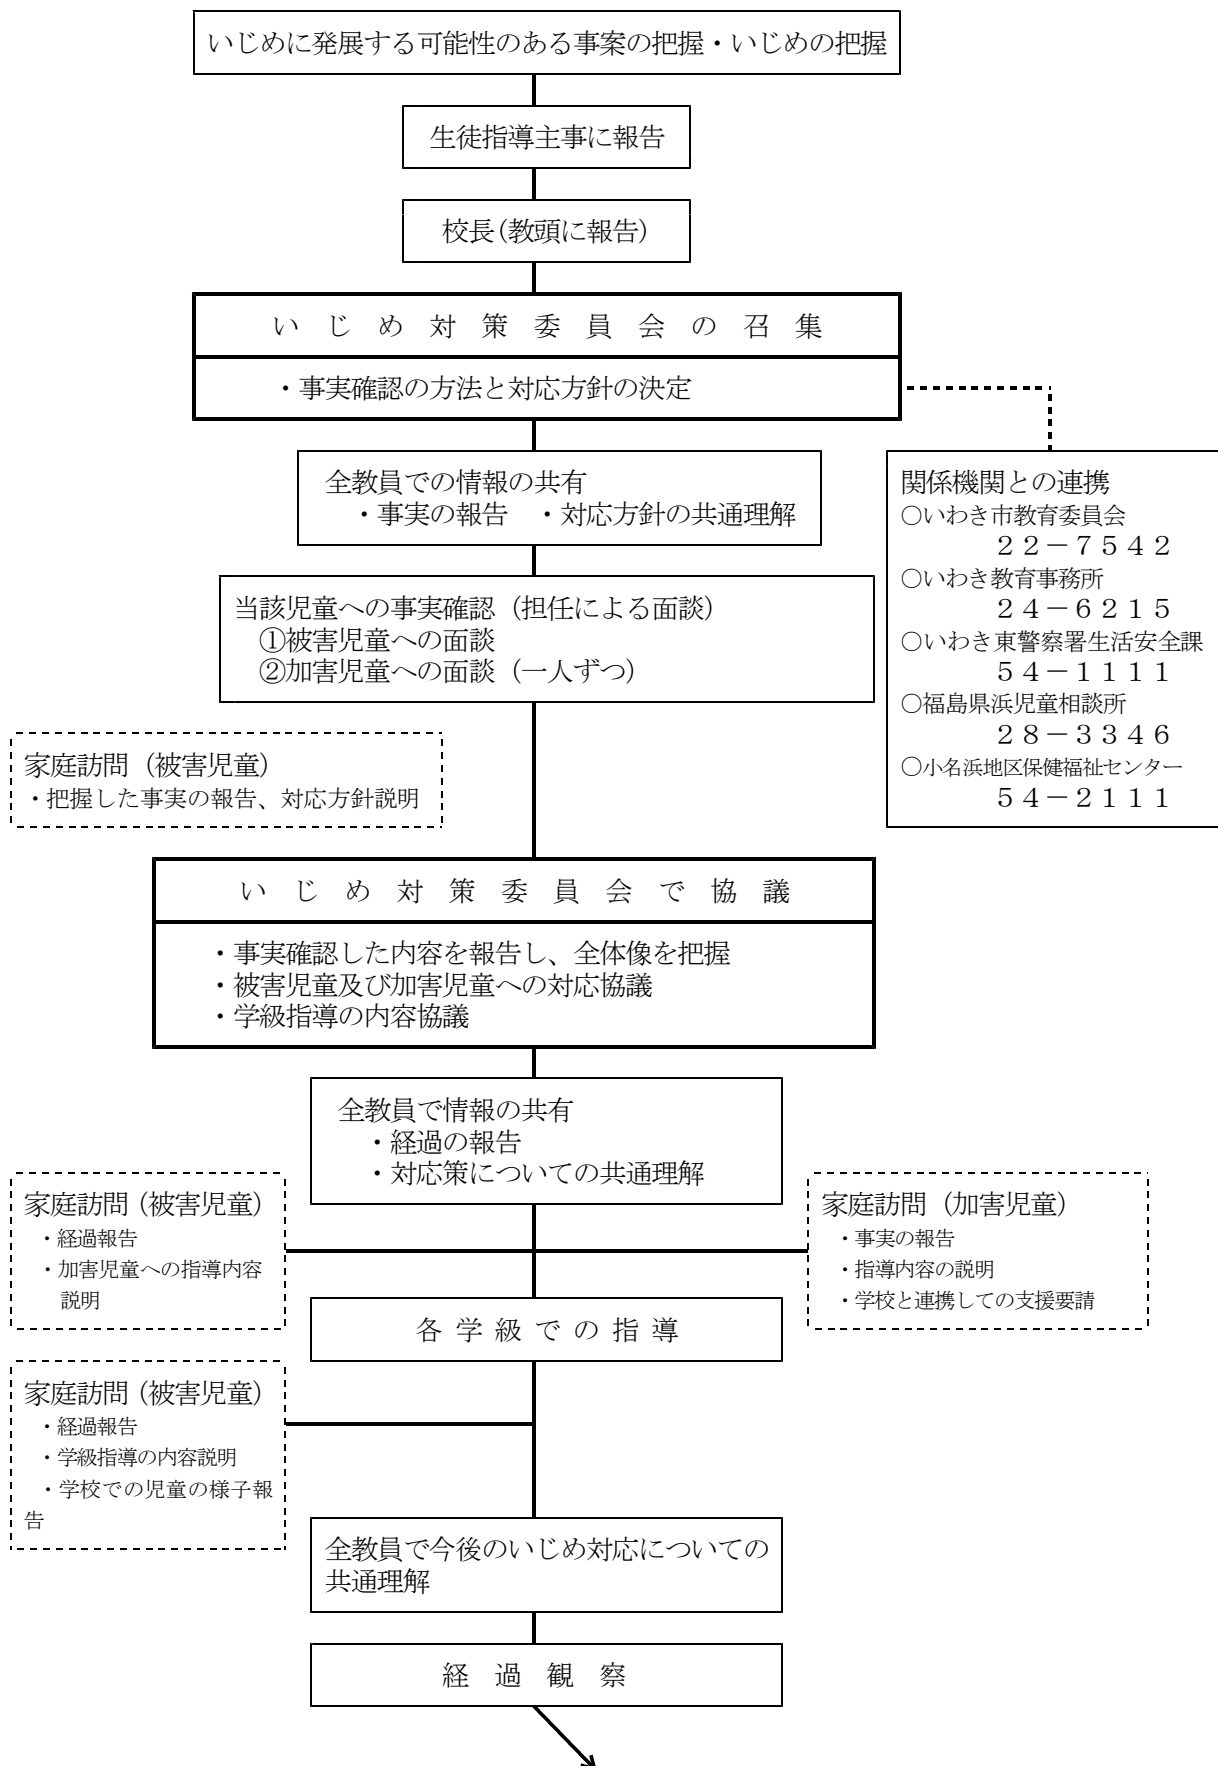 いじめに発展する可能性のある事案の把握・いじめの把握
生徒指導主事に報告
校長(教頭に報告)
いじめ対策委員会の召集
・事実確認の方法と対応方針の決定
全教員での情報の共有
・事実の報告　・対応方針の共通理解
関係機関との連携
○いわき市教育委員会
２２－７５４２
○いわき教育事務所
２４－６２１５
○いわき東警察署生活安全課
５４－１１１１
○福島県浜児童相談所
２８－３３４６
○小名浜地区保健福祉センター
５４－２１１１
当該児童への事実確認（担任による面談）
①被害児童への面談
②加害児童への面談（一人ずつ）
家庭訪問（被害児童）
・把握した事実の報告、対応方針説明
いじめ対策委員会で協議
・事実確認した内容を報告し、全体像を把握
・被害児童及び加害児童への対応協議
・学級指導の内容協議
全教員で情報の共有
・経過の報告
・対応策についての共通理解
家庭訪問（被害児童）
・経過報告
・加害児童への指導内容
説明
家庭訪問（加害児童）
・事実の報告
・指導内容の説明
・学校と連携しての支援要請
各学級での指導
家庭訪問（被害児童）
・経過報告
・学級指導の内容説明
・学校での児童の様子報
告
全教員で今後のいじめ対応についての
共通理解
経過観察